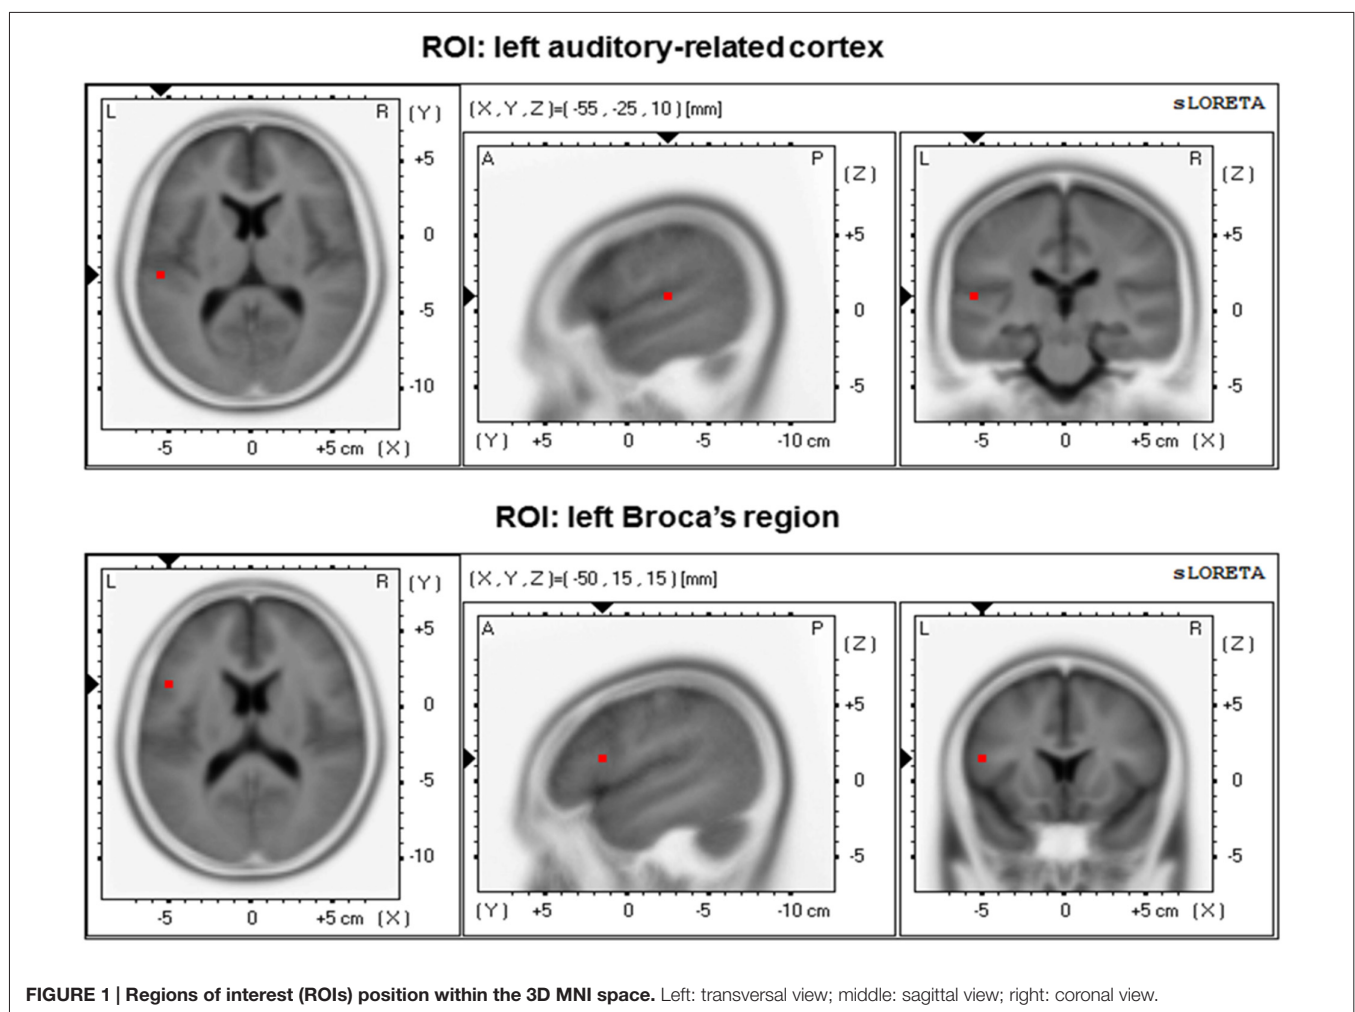 ROI: left auditory-related cortex
L R (Y) (X,Y,Z)=(-55,-25,10)[mm] sLORETA
A P (Z) L R (Z)
+5 0 -5 -10
-5 0 +5 cm (X)
+5 0 -5
(Y) +5 0 -5 -10 cm
+5 0 -5
-5 0 +5 cm (X)
ROI: left Broca's region
L R (Y) (X,Y,Z)=(-50,15,15)[mm] sLORETA
A P (Z) L R (Z)
+5 0 -5 -10
-5 0 +5 cm (X)
+5 0 -5
(Y) +5 0 -5 -10 cm
+5 0 -5
-5 0 +5 cm (X)
FIGURE 1 | Regions of interest (ROIs) position within the 3D MNI space. Left: transversal view; middle: sagittal view; right: coronal view.